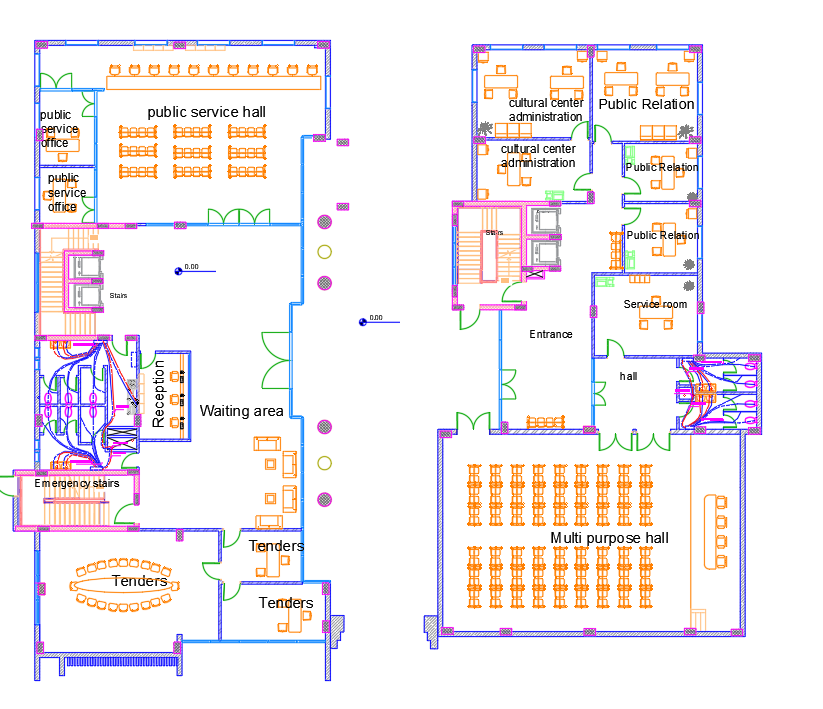 public service hall
public
service
office
public
service
office
0.00
Stairs
0.00
Reception
Waiting area
Emergency stairs
Tenders
Tenders
Tenders
cultural center
administration
Public Relation
cultural center
administration
Public Relation
Stairs
Public Relation
Service room
Entrance
hall
Multi purpose hall